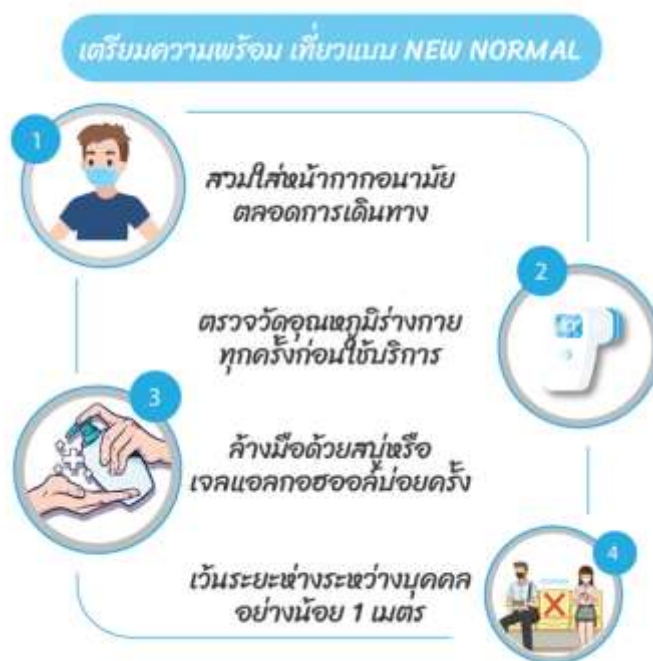 เตรียมความพร้อม เที่ยวแบบ NEW NORMAL
1
สวมใส่หน้ากากอนามัย
ตลอดการเดินทาง
2
ตรวจวัดอุณหภูมิร่างกาย
ทุกครั้งก่อนใช้บริการ
3
ล้างมือด้วยสบู่หรือ
เจลแอลกอฮอออล์บ่อยครั้ง
4
เว้นระยะห่างระหว่างบุคคล
อย่างน้อย 1 เมตร